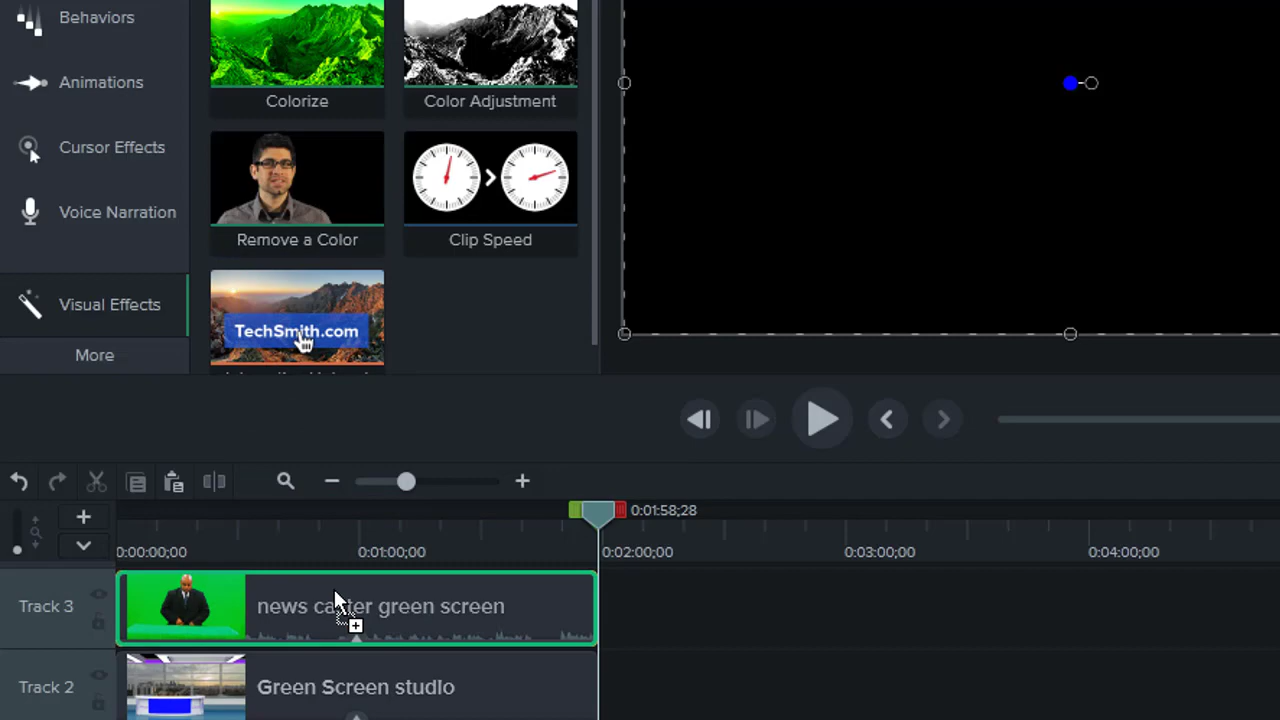 Behaviors
Animations
Cursor Effects
Voice Narration
Visual Effects
More
Colorize
Color Adjustment
Remove a Color
Clip Speed
TechSmith.com
0:01:58;28
0:00:00;00
0:01:00;00
0:02:00;00
0:03:00;00
0:04:00;00
Track 3
news caster green screen
Track 2
Green Screen studio